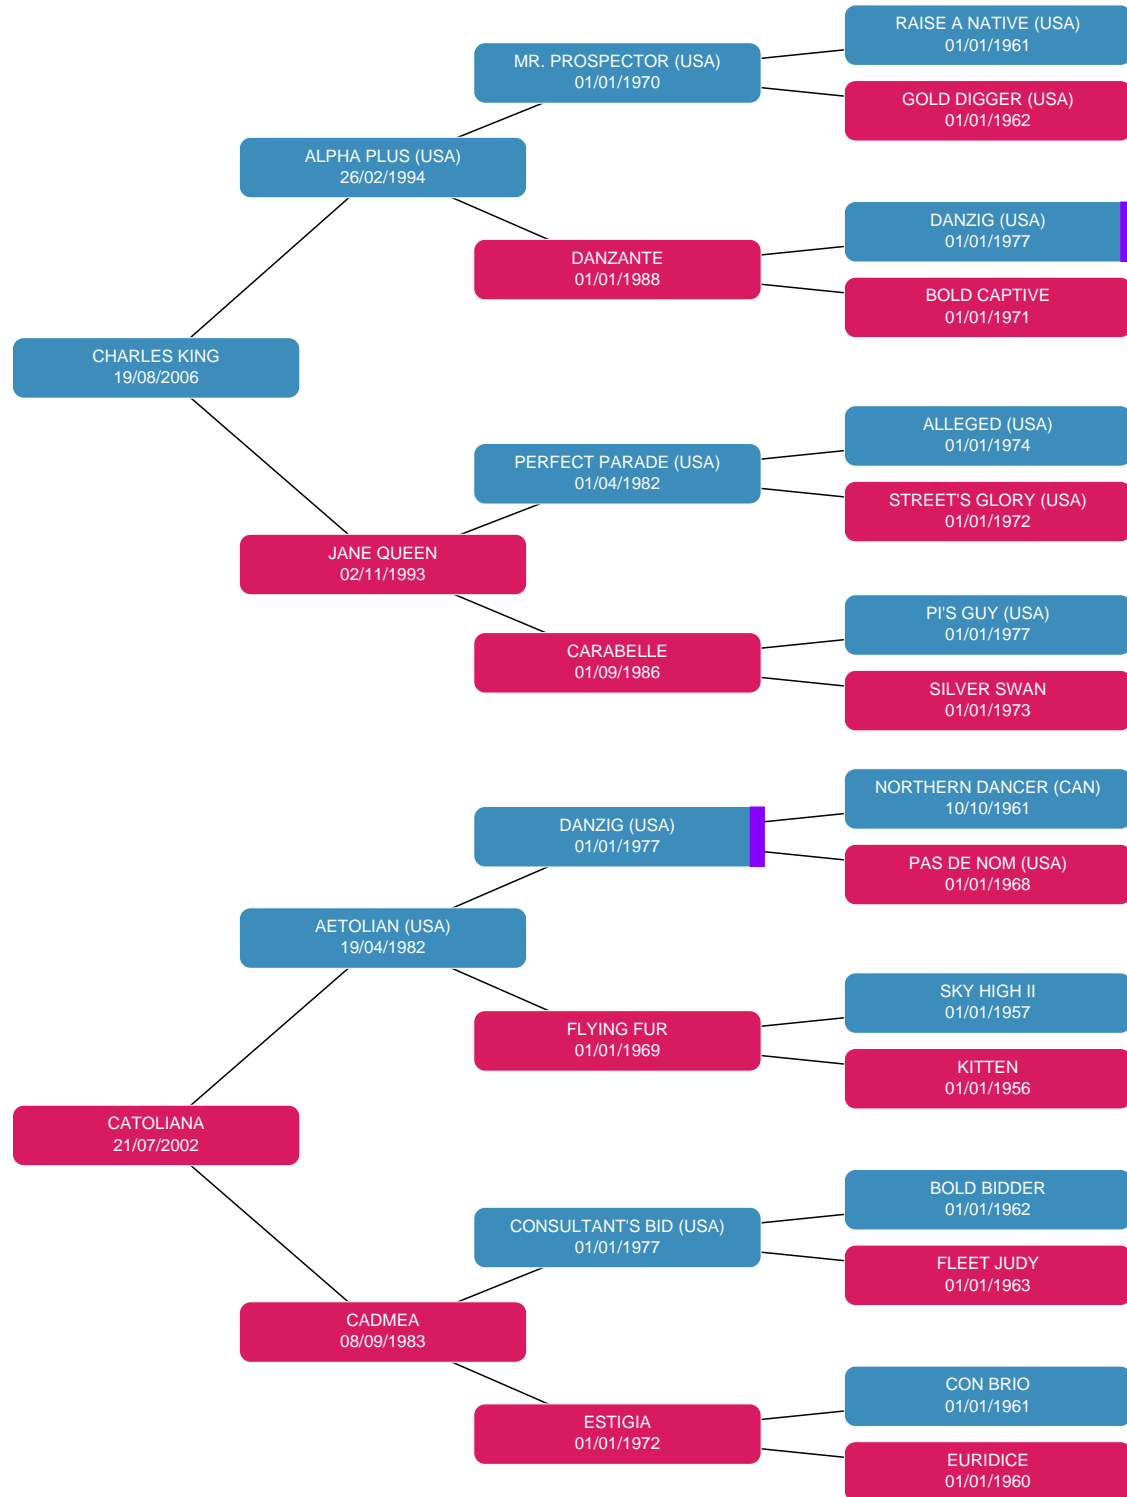 RAISE A NATIVE (USA)
01/01/1961
MR. PROSPECTOR (USA)
01/01/1970
GOLD DIGGER (USA)
01/01/1962
ALPHA PLUS (USA)
26/02/1994
DANZIG (USA)
01/01/1977
DANZANTE
01/01/1988
BOLD CAPTIVE
01/01/1971
CHARLES KING
19/08/2006
ALLEGED (USA)
01/01/1974
PERFECT PARADE (USA)
01/04/1982
STREET'S GLORY (USA)
01/01/1972
JANE QUEEN
02/11/1993
PI'S GUY (USA)
01/01/1977
CARABELLE
01/09/1986
SILVER SWAN
01/01/1973
NORTHERN DANCER (CAN)
10/10/1961
DANZIG (USA)
01/01/1977
PAS DE NOM (USA)
01/01/1968
AETOLIAN (USA)
19/04/1982
SKY HIGH II
01/01/1957
FLYING FUR
01/01/1969
KITTEN
01/01/1956
CATOLIANA
21/07/2002
BOLD BIDDER
01/01/1962
CONSULTANT'S BID (USA)
01/01/1977
FLEET JUDY
01/01/1963
CADMEA
08/09/1983
CON BRIO
01/01/1961
ESTIGIA
01/01/1972
EURIDICE
01/01/1960